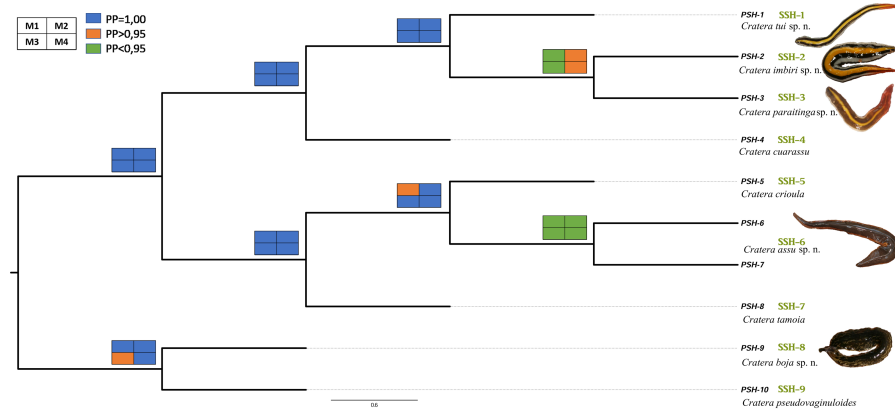 M1 M2
M3 M4
PP=1,00
PP>0,95
PP<0,95
PSH-1 SSH-1
Cratera tui sp. n.
PSH-2 SSH-2
Cratera imbiri sp. n.
PSH-3 SSH-3
Cratera paraitinga sp. n.
PSH-4 SSH-4
Cratera cuarassu
PSH-5 SSH-5
Cratera crioula
PSH-6
SSH-6
Cratera assu sp. n.
PSH-7
PSH-8 SSH-7
Cratera tamoia
PSH-9 SSH-8
Cratera boja sp. n.
PSH-10 SSH-9
Cratera pseudovaginuloides
0.6